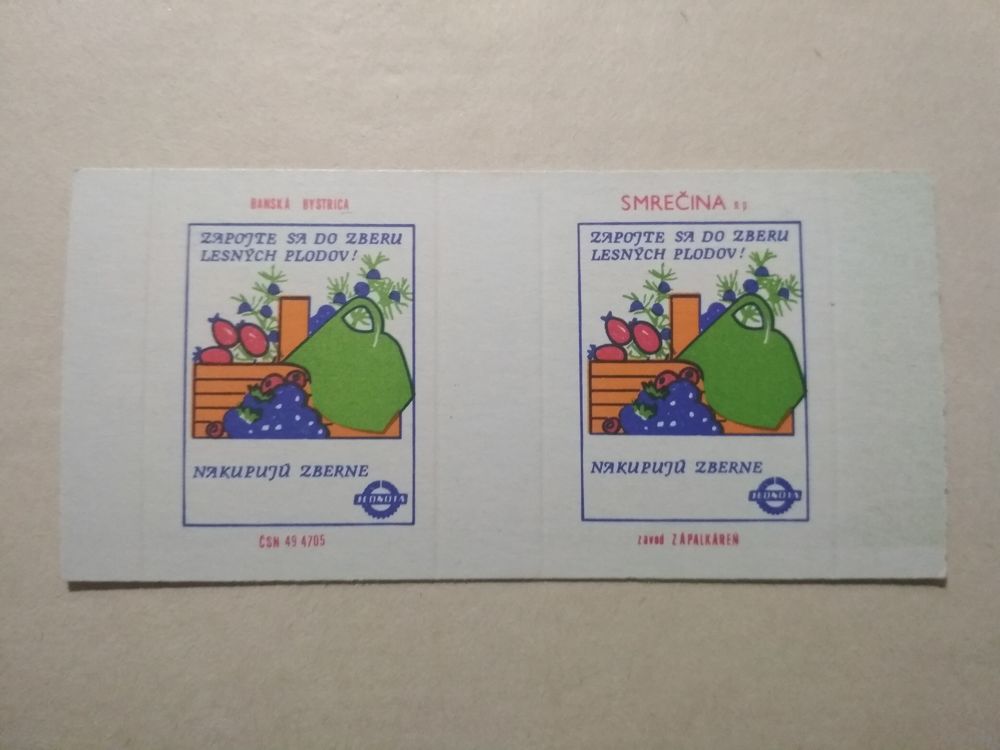 BANSKÁ BYSTRICA
ZAPOJTE SA DO ZBERU
LESNÝCH PLODOV!
NAKUPUJÚ ZBERNE
JEDNOTA
ČSN 49 4705
SMREČINA n.p.
ZAPOJTE SA DO ZBERU
LESNÝCH PLODOV!
NAKUPUJÚ ZBERNE
JEDNOTA
závod ZÁPALKÁREŇ